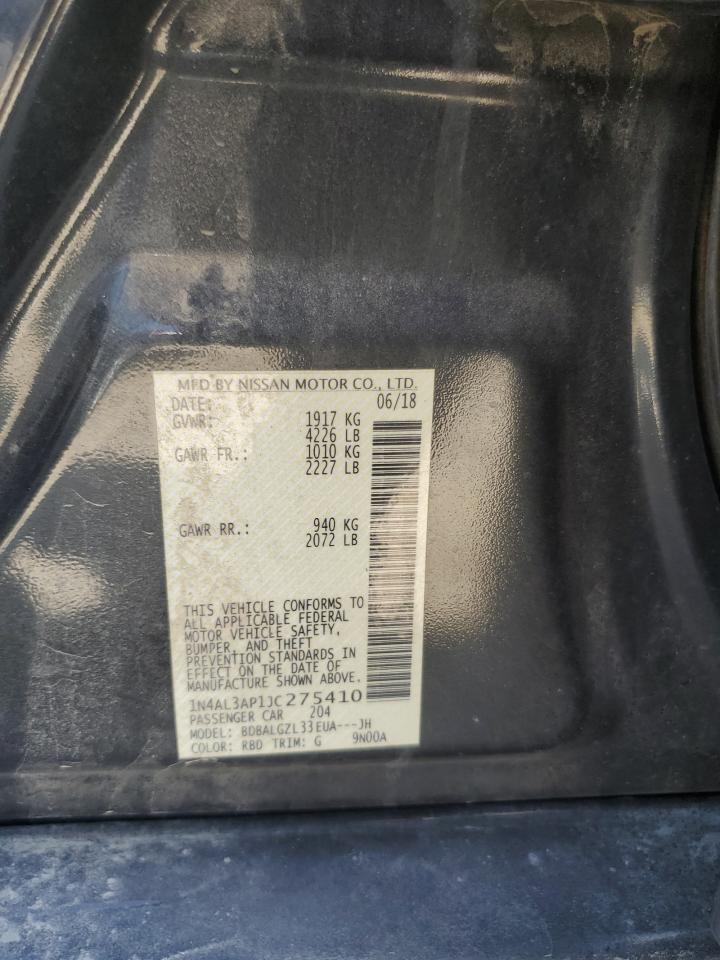 MFD BY NISSAN MOTOR CO., LTD.
DATE: 06/18
GVWR: 1917 KG
4226 LB
GAWR FR.: 1010 KG
2227 LB
GAWR RR.: 940 KG
2072 LB
THIS VEHICLE CONFORMS TO
ALL APPLICABLE FEDERAL
MOTOR VEHICLE SAFETY,
BUMPER, AND THEFT
PREVENTION STANDARDS IN
EFFECT ON THE DATE OF
MANUFACTURE SHOWN ABOVE.
1N4AL3AP1JC275410
PASSENGER CAR 204
MODEL: BDBALGZL33EUA---JH
COLOR: RBD TRIM: G 9N00A